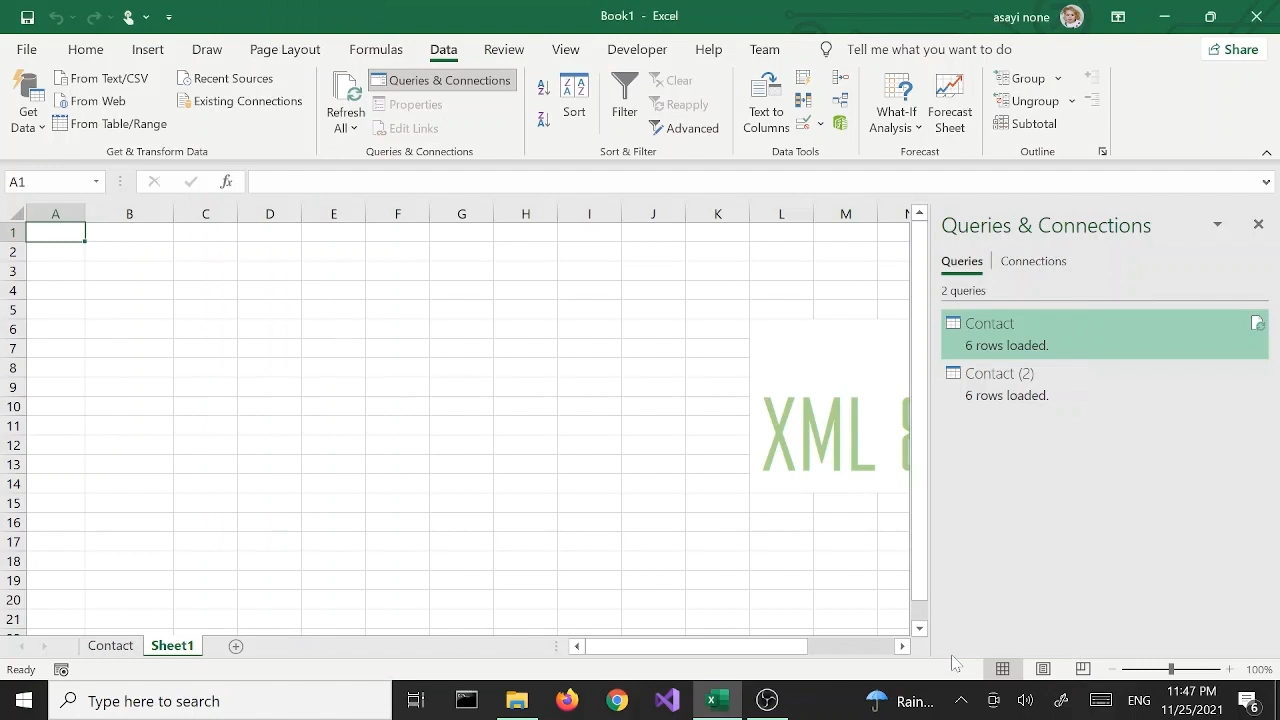 Book1 - Excel
asayi none
File Home Insert Draw Page Layout Formulas Data Review View Developer Help Team Tell me what you want to do Share
Get Data
From Text/CSV
From Web
From Table/Range
Recent Sources
Existing Connections
Get & Transform Data
Refresh All
Queries & Connections
Properties
Edit Links
Queries & Connections
Sort
Filter
Clear
Reapply
Advanced
Sort & Filter
Text to Columns
Data Tools
What-If Analysis
Forecast Sheet
Forecast
Group
Ungroup
Subtotal
Outline
A1
fx
A B C D E F G H I J K L M
1
2
3
4
5
6
7
8
9
10
11
12
13
14
15
16
17
18
19
20
21
XML
Queries & Connections
Queries Connections
2 queries
Contact
6 rows loaded.
Contact (2)
6 rows loaded.
Contact Sheet1
Ready
100%
Type here to search
Rain...
ENG
11:47 PM
11/25/2021
6